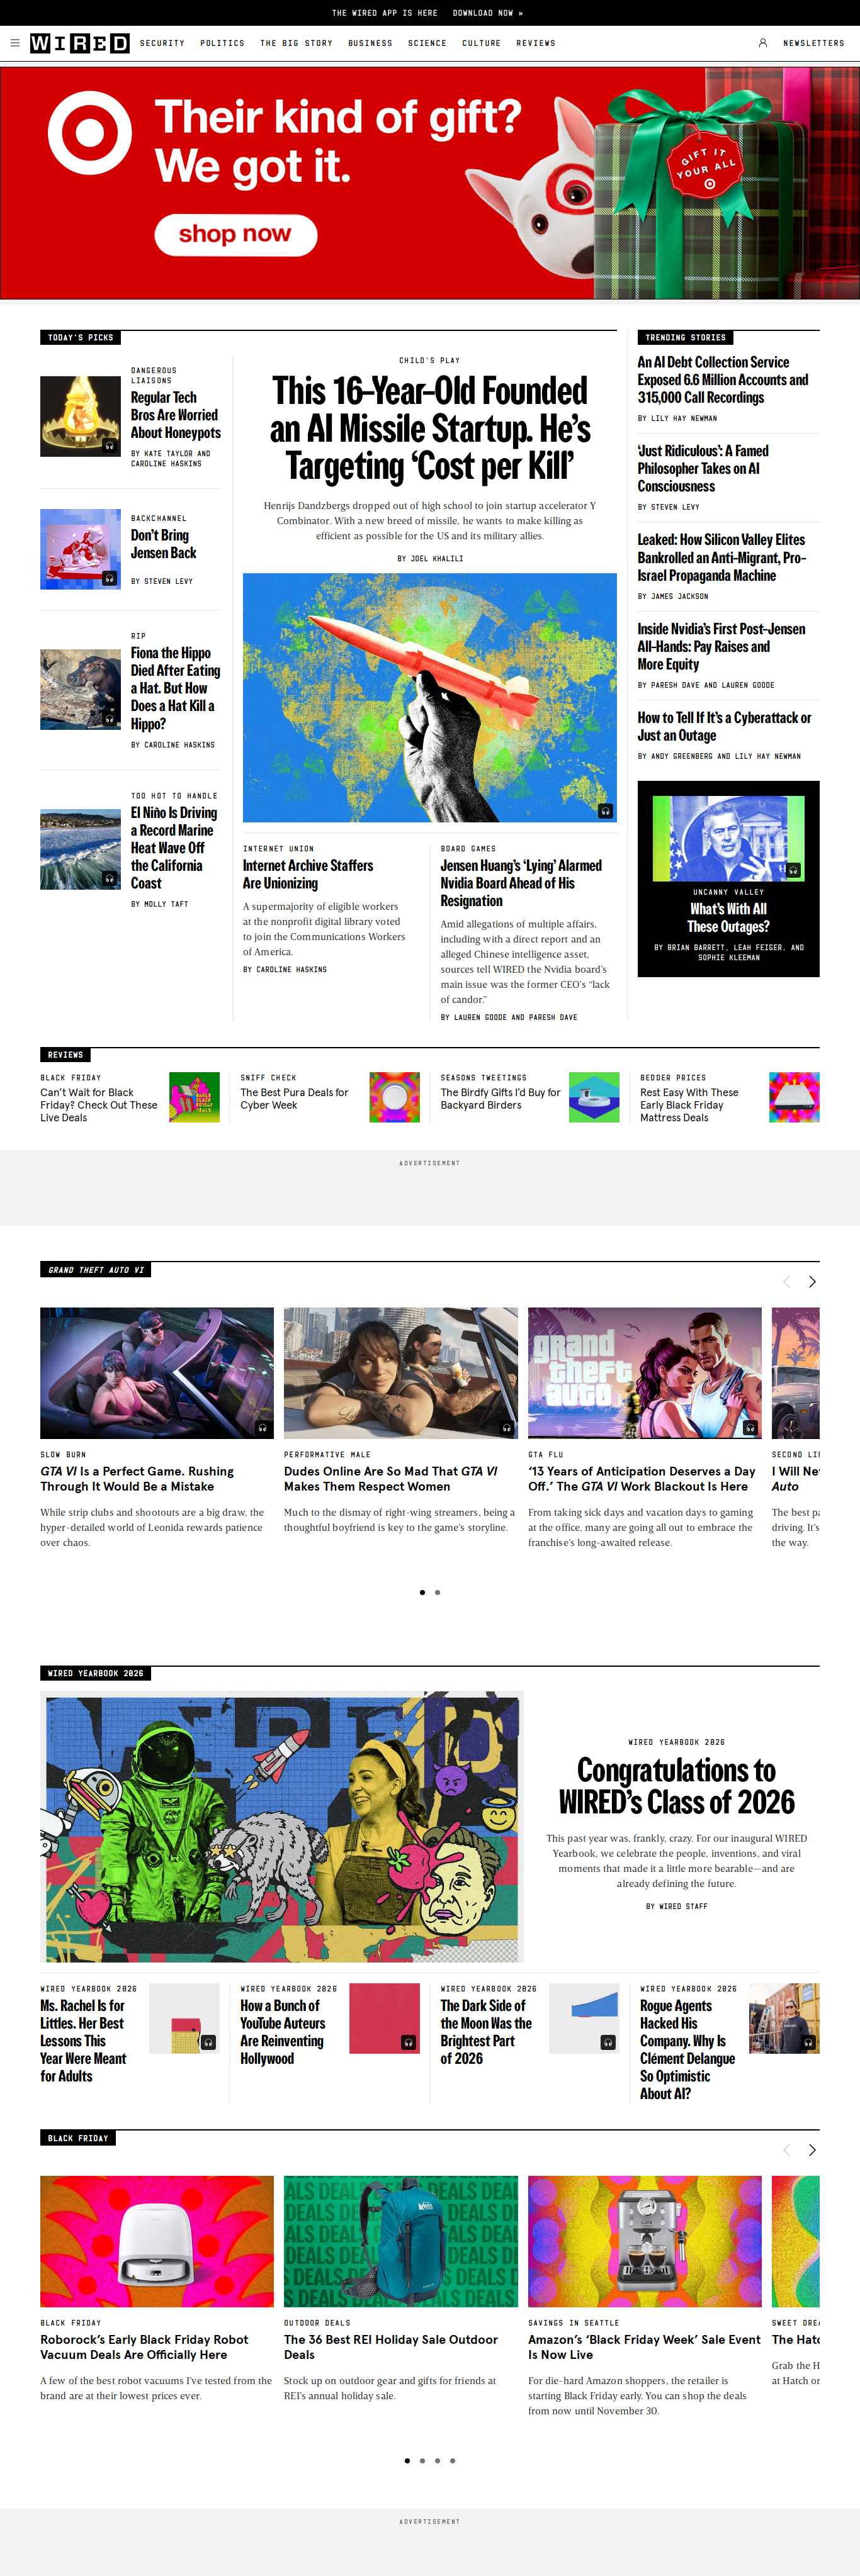 THE WIRED APP IS HERE DOWNLOAD NOW »
WIRED SECURITY POLITICS THE BIG STORY BUSINESS SCIENCE CULTURE REVIEWS NEWSLETTERS
Their kind of gift?
We got it.
shop now
GIFT IT
YOUR ALL
TODAY'S PICKS
DANGEROUS
LIAISONS
Regular Tech
Bros Are Worried
About Honeypots
BY KATE TAYLOR AND
CAROLINE HASKINS
BACKCHANNEL
Don't Bring
Jensen Back
BY STEVEN LEVY
RIP
Fiona the Hippo
Died After Eating
a Hat. But How
Does a Hat Kill a
Hippo?
BY CAROLINE HASKINS
TOO HOT TO HANDLE
El Niño Is Driving
a Record Marine
Heat Wave Off
the California
Coast
BY MOLLY TAFT
CHILD'S PLAY
This 16-Year-Old Founded
an AI Missile Startup. He's
Targeting ‘Cost per Kill’
Henrijs Dandzbergs dropped out of high school to join startup accelerator Y
Combinator. With a new breed of missile, he wants to make killing as
efficient as possible for the US and its military allies.
BY JOEL KHALILI
INTERNET UNION
Internet Archive Staffers
Are Unionizing
A supermajority of eligible workers
at the nonprofit digital library voted
to join the Communications Workers
of America.
BY CAROLINE HASKINS
BOARD GAMES
Jensen Huang's ‘Lying’ Alarmed
Nvidia Board Ahead of His
Resignation
Amid allegations of multiple affairs,
including with a direct report and an
alleged Chinese intelligence asset,
sources tell WIRED the Nvidia board's
main issue was the former CEO's “lack
of candor.”
BY LAUREN GOODE AND PARESH DAVE
TRENDING STORIES
An AI Debt Collection Service
Exposed 6.6 Million Accounts and
315,000 Call Recordings
BY LILY HAY NEWMAN
‘Just Ridiculous’: A Famed
Philosopher Takes on AI
Consciousness
BY STEVEN LEVY
Leaked: How Silicon Valley Elites
Bankrolled an Anti-Migrant, Pro-
Israel Propaganda Machine
BY JAMES JACKSON
Inside Nvidia's First Post-Jensen
All-Hands: Pay Raises and
More Equity
BY PARESH DAVE AND LAUREN GOODE
How to Tell If It's a Cyberattack or
Just an Outage
BY ANDY GREENBERG AND LILY HAY NEWMAN
UNCANNY VALLEY
What's With All
These Outages?
BY BRIAN BARRETT, LEAH FEIGER, AND
SOPHIE KLEEMAN
REVIEWS
BLACK FRIDAY
Can't Wait for Black
Friday? Check Out These
Live Deals
SNIFF CHECK
The Best Pura Deals for
Cyber Week
SEASONS TWEETINGS
The Birdfy Gifts I'd Buy for
Backyard Birders
BEDDER PRICES
Rest Easy With These
Early Black Friday
Mattress Deals
ADVERTISEMENT
GRAND THEFT AUTO VI
grand
theft
auto
SLOW BURN
GTA VI Is a Perfect Game. Rushing
Through It Would Be a Mistake
While strip clubs and shootouts are a big draw, the
hyper-detailed world of Leonida rewards patience
over chaos.
PERFORMATIVE MALE
Dudes Online Are So Mad That GTA VI
Makes Them Respect Women
Much to the dismay of right-wing streamers, being a
thoughtful boyfriend is key to the game's storyline.
GTA FLU
‘13 Years of Anticipation Deserves a Day
Off.’ The GTA VI Work Blackout Is Here
From taking sick days and vacation days to gaming
at the office, many are going all out to embrace the
franchise's long-awaited release.
SECOND LI
I Will Ne
Auto
The best pa
driving. It's
the way.
WIRED YEARBOOK 2026
WIRED YEARBOOK 2026
Congratulations to
WIRED's Class of 2026
This past year was, frankly, crazy. For our inaugural WIRED
Yearbook, we celebrate the people, inventions, and viral
moments that made it a little more bearable—and are
already defining the future.
BY WIRED STAFF
WIRED YEARBOOK 2026
Ms. Rachel Is for
Littles. Her Best
Lessons This
Year Were Meant
for Adults
WIRED YEARBOOK 2026
How a Bunch of
YouTube Auteurs
Are Reinventing
Hollywood
WIRED YEARBOOK 2026
The Dark Side of
the Moon Was the
Brightest Part
of 2026
WIRED YEARBOOK 2026
Rogue Agents
Hacked His
Company. Why Is
Clément Delangue
So Optimistic
About AI?
BLACK FRIDAY
BLACK FRIDAY
Roborock's Early Black Friday Robot
Vacuum Deals Are Officially Here
A few of the best robot vacuums I've tested from the
brand are at their lowest prices ever.
OUTDOOR DEALS
The 36 Best REI Holiday Sale Outdoor
Deals
Stock up on outdoor gear and gifts for friends at
REI's annual holiday sale.
SAVINGS IN SEATTLE
Amazon's ‘Black Friday Week’ Sale Event
Is Now Live
For die-hard Amazon shoppers, the retailer is
starting Black Friday early. You can shop the deals
from now until November 30.
SWEET DREA
The Hatc
Grab the H
at Hatch or
ADVERTISEMENT